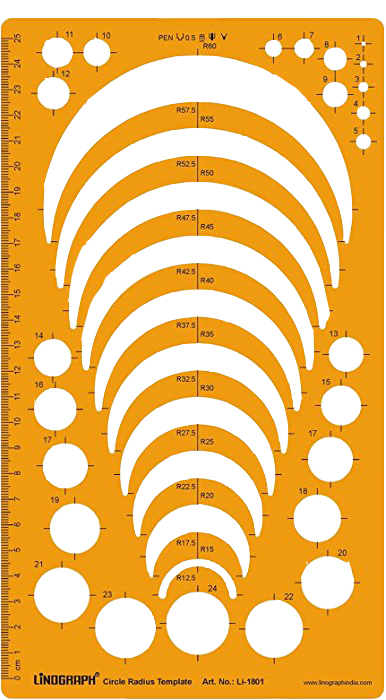 PEN 0.5
R60
11 10 6 7 8 1
2
12 9 3
4
5
R57.5
R55
R52.5
R50
R47.5
R45
R42.5
R40
R37.5
R35
14 13
R32.5
R30
16 15
R27.5
R25
17 17
R22.5
R20
19 18
R17.5
R15
20
R12.5
21
24
23 22
25
24
23
22
21
20
19
18
17
16
15
14
13
12
11
10
9
8
7
6
5
4
3
2
1
cm
LINOGRAPH® Circle Radius Template Art. No.: Li-1801 www.linographindia.com